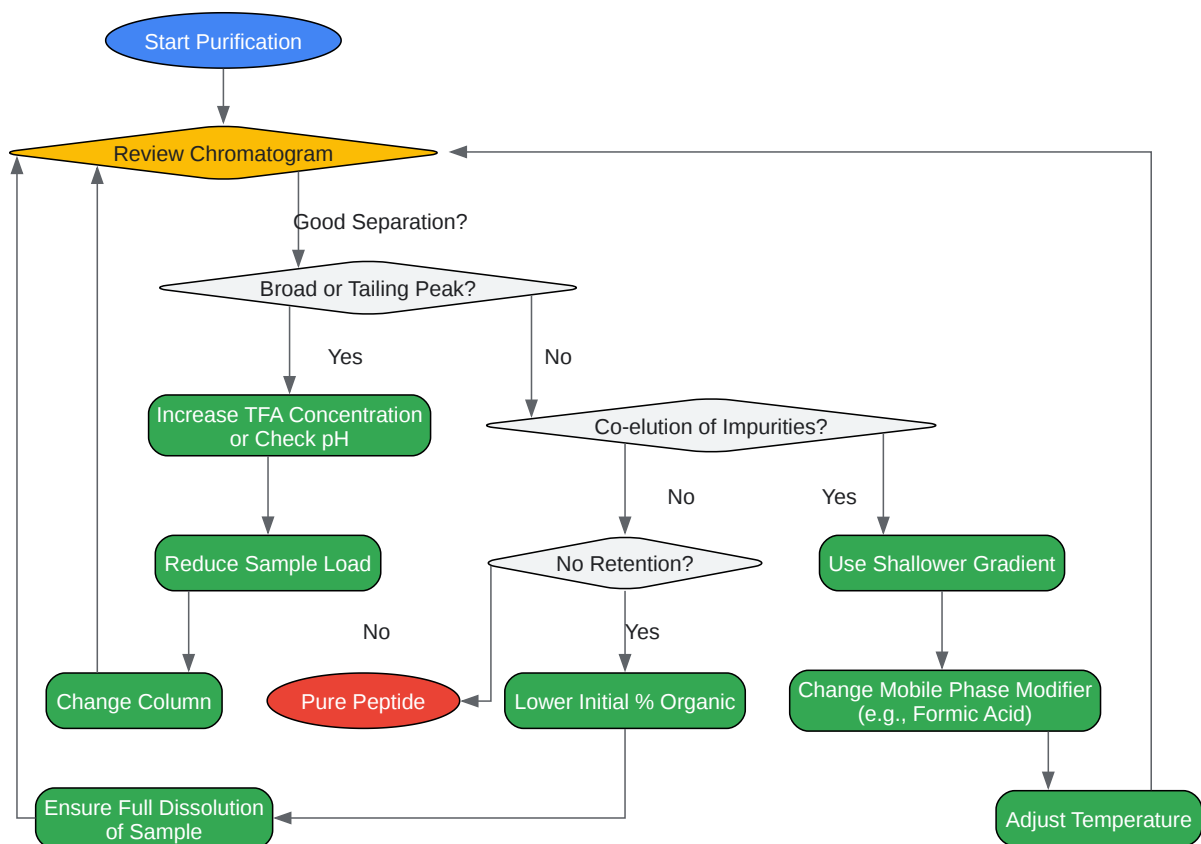 Start Purification
Review Chromatogram
Good Separation?
Broad or Tailing Peak?
Yes
No
Increase TFA Concentration
or Check pH
Co-elution of Impurities?
No
Yes
Reduce Sample Load
No Retention?
Use Shallower Gradient
No
Yes
Change Column
Pure Peptide
Lower Initial % Organic
Change Mobile Phase Modifier
(e.g., Formic Acid)
Ensure Full Dissolution
of Sample
Adjust Temperature